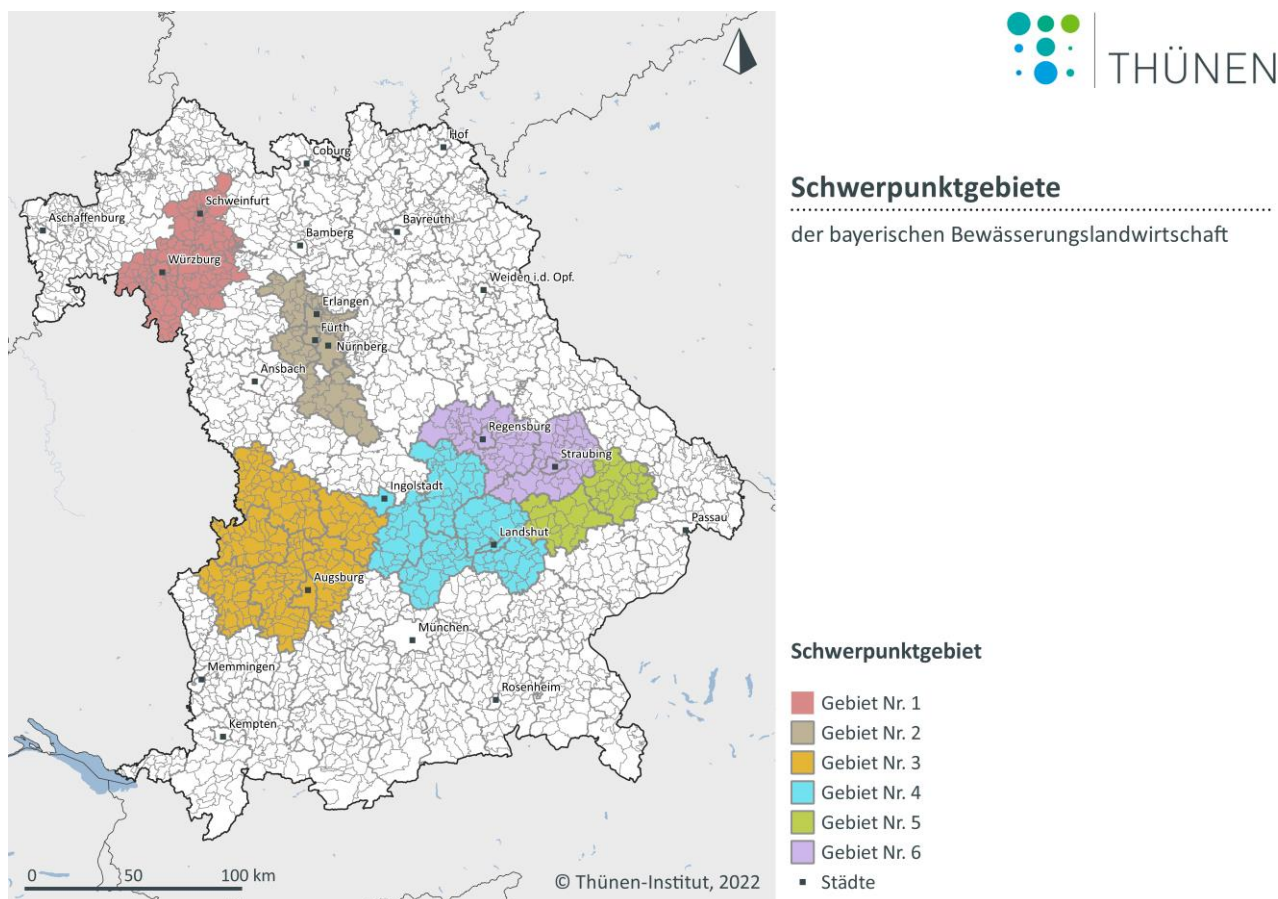 THÜNEN
Schwerpunktgebiete
der bayerischen Bewässerungslandwirtschaft
Hof
Coburg
Schweinfurt
Aschaffenburg
Bayreuth
Bamberg
Würzburg
Weiden i.d. Opf.
Erlangen
Fürth
Nürnberg
Ansbach
Regensburg
Straubing
Ingolstadt
Passau
Landshut
Augsburg
München
Memmingen
Rosenheim
Kempten
Schwerpunktgebiet
Gebiet Nr. 1
Gebiet Nr. 2
Gebiet Nr. 3
Gebiet Nr. 4
Gebiet Nr. 5
Gebiet Nr. 6
Städte
0 50 100 km
© Thünen-Institut, 2022